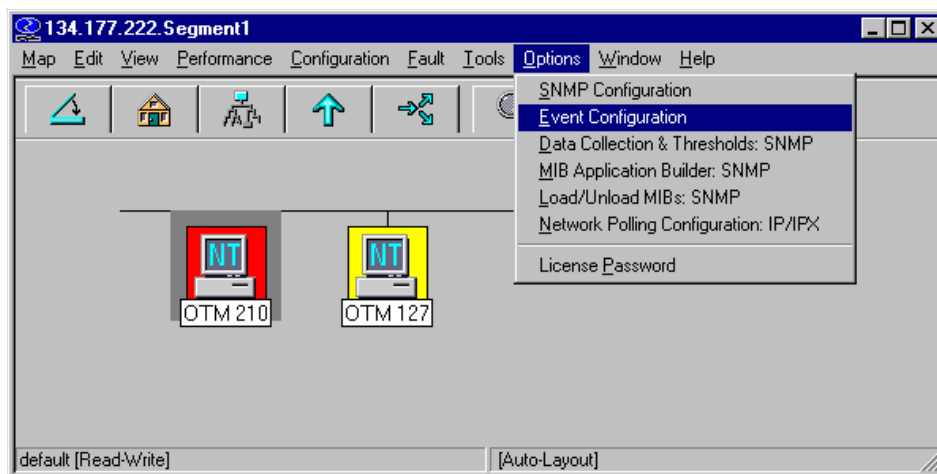 134.177.222.Segment1
Map Edit View Performance Configuration Fault Tools Options Window Help
SNMP Configuration
Event Configuration
Data Collection & Thresholds: SNMP
MIB Application Builder: SNMP
Load/Unload MIBs: SNMP
Network Polling Configuration: IP/IPX
License Password
NT NT
OTM 210 OTM 127
default [Read-Write] [Auto-Layout]